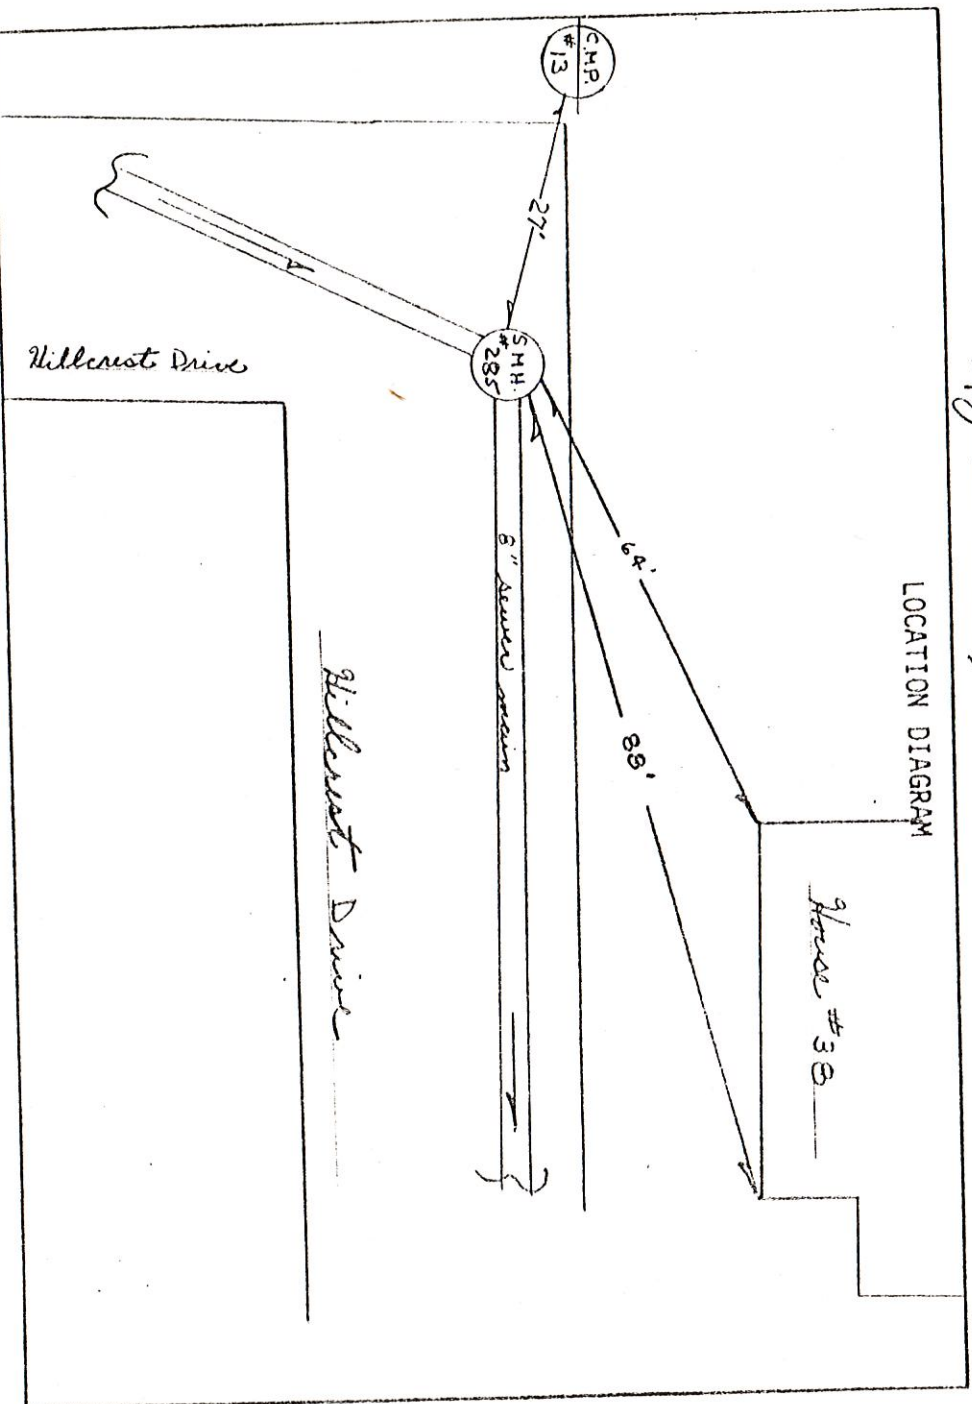 LOCATION DIAGRAM
House #38
C.M.P.
#13
27'
64'
88'
S.M.H.
#285
8" sewer main
Hillcrest Drive
Hillcrest Drive